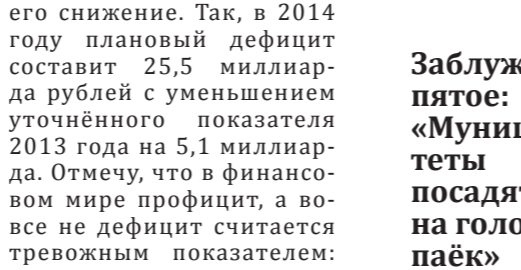 его снижение. Так, в 2014
году плановый дефицит
составит 25,5 миллиар-
да рублей с уменьшением
уточнённого показателя
2013 года на 5,1 миллиар-
да. Отмечу, что в финансо-
вом мире профицит, а во-
все не дефицит считается
тревожным показателем:
пятое:
теты
паёк»